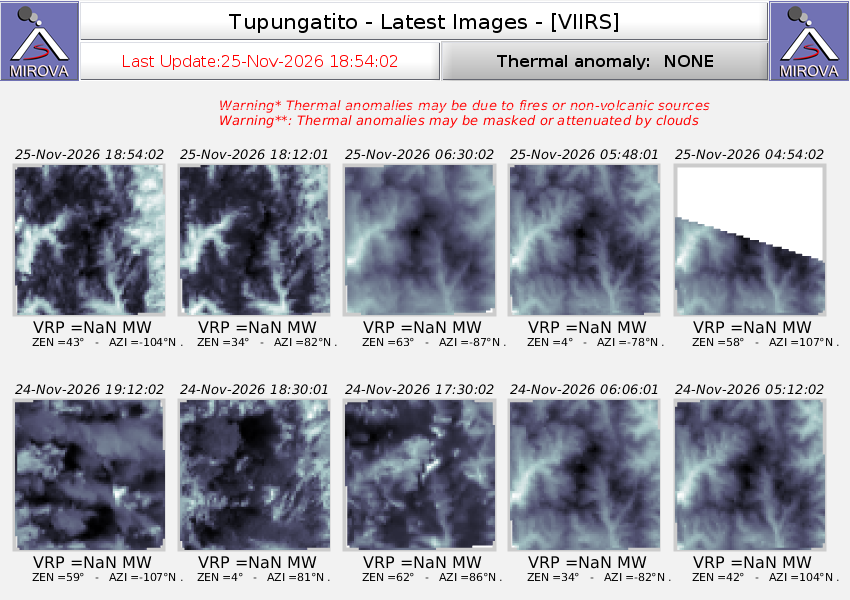 Tupungatito - Latest Images - [VIIRS]
MIROVA
Last Update:25-Nov-2026 18:54:02
Thermal anomaly: NONE
MIROVA
Warning* Thermal anomalies may be due to fires or non-volcanic sources
Warning**: Thermal anomalies may be masked or attenuated by clouds
25-Nov-2026 18:54:02 25-Nov-2026 18:12:01 25-Nov-2026 06:30:02 25-Nov-2026 05:48:01 25-Nov-2026 04:54:02
VRP =NaN MW VRP =NaN MW VRP =NaN MW VRP =NaN MW VRP =NaN MW
ZEN =43° - AZI =-104°N . ZEN =34° - AZI =82°N . ZEN =63° - AZI =-87°N . ZEN =4° - AZI =-78°N . ZEN =58° - AZI =107°N .
24-Nov-2026 19:12:02 24-Nov-2026 18:30:01 24-Nov-2026 17:30:02 24-Nov-2026 06:06:01 24-Nov-2026 05:12:02
VRP =NaN MW VRP =NaN MW VRP =NaN MW VRP =NaN MW VRP =NaN MW
ZEN =59° - AZI =-107°N . ZEN =4° - AZI =81°N . ZEN =62° - AZI =86°N . ZEN =34° - AZI =-82°N . ZEN =42° - AZI =104°N .